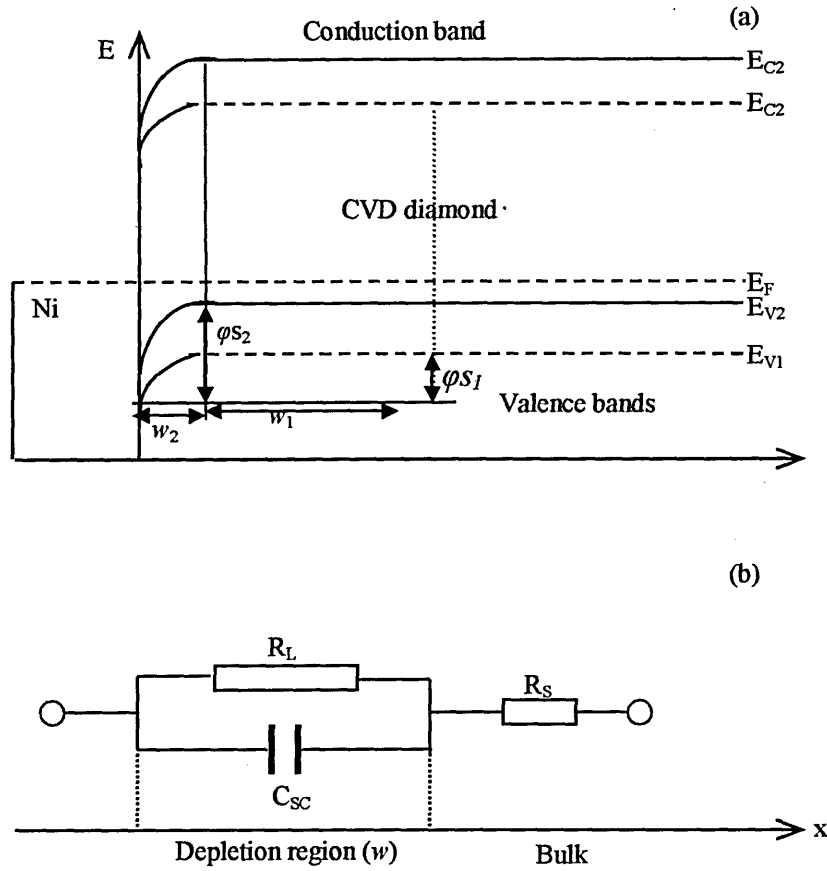 (a)
Conduction band
E
E_C2
E_C2
CVD diamond
E_F
Ni
E_V2
φs_2
E_V1
φs_1
Valence bands
w_1
w_2
(b)
R_L
R_S
C_SC
x
Depletion region (w)
Bulk